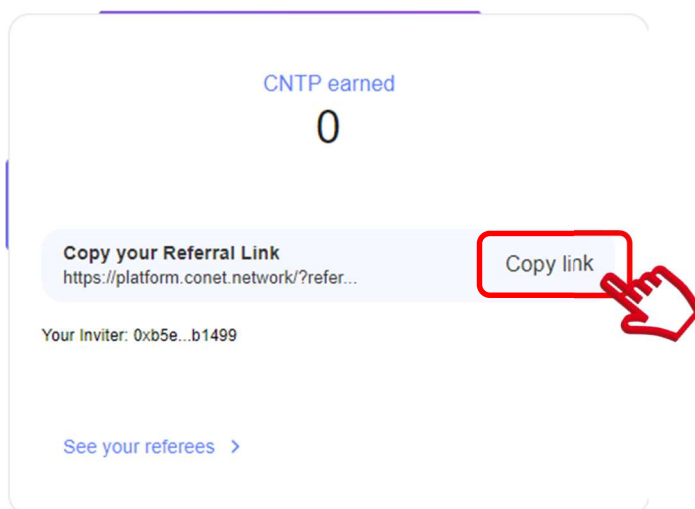 CNTP earned
0
Copy your Referral Link
https://platform.conet.network/?refer...
Copy link
Your Inviter: 0xb5e...b1499
See your referees >